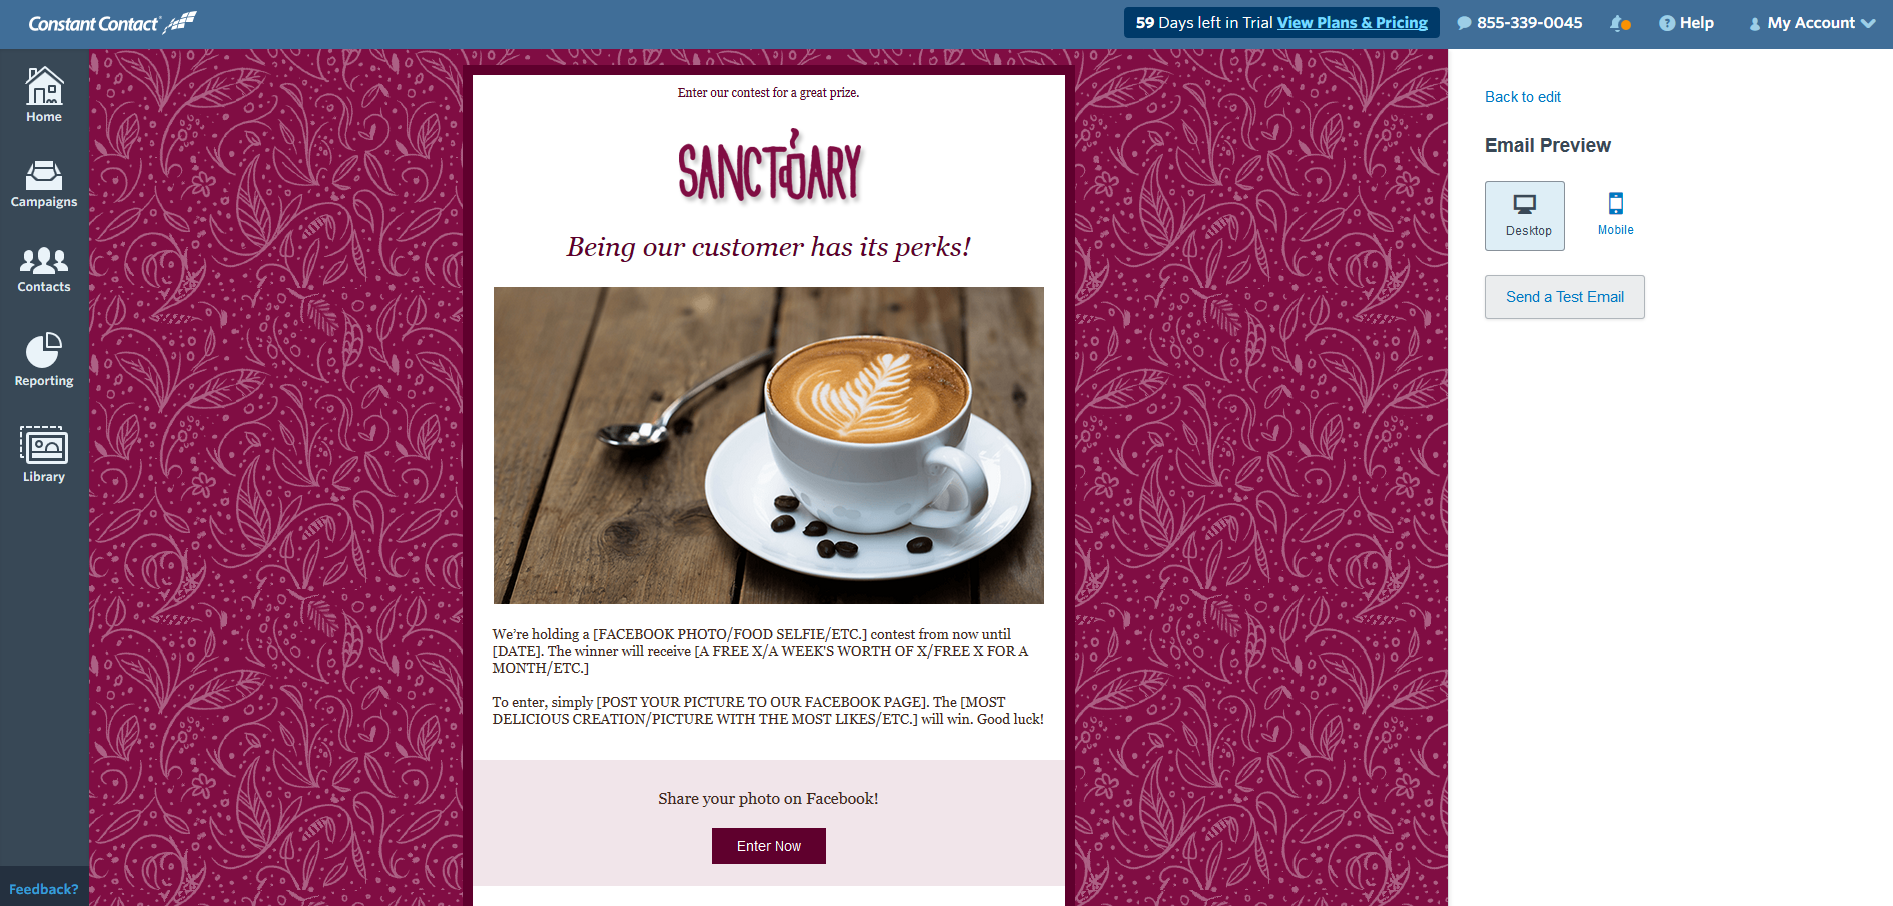 Constant Contact
59 Days left in Trial View Plans & Pricing
855-339-0045
Help
My Account
Home
Campaigns
Contacts
Reporting
Library
Feedback?
Enter our contest for a great prize.
SANCTUARY
Being our customer has its perks!
We're holding a [FACEBOOK PHOTO/FOOD SELFIE/ETC.] contest from now until
[DATE]. The winner will receive [A FREE X/A WEEK'S WORTH OF X/FREE X FOR A
MONTH/ETC.]
To enter, simply [POST YOUR PICTURE TO OUR FACEBOOK PAGE]. The [MOST
DELICIOUS CREATION/PICTURE WITH THE MOST LIKES/ETC.] will win. Good luck!
Share your photo on Facebook!
Enter Now
Back to edit
Email Preview
Desktop
Mobile
Send a Test Email